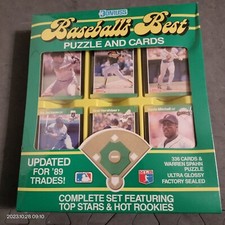 DONRUSS
Baseball's Best
PUZZLE AND CARDS
UPDATED
FOR '89
TRADES!
336 CARDS &
WARREN SPAHN
PUZZLE
ULTRA GLOSSY
FACTORY SEALED
COMPLETE SET FEATURING
TOP STARS & HOT ROOKIES
2023.10.26 09:10